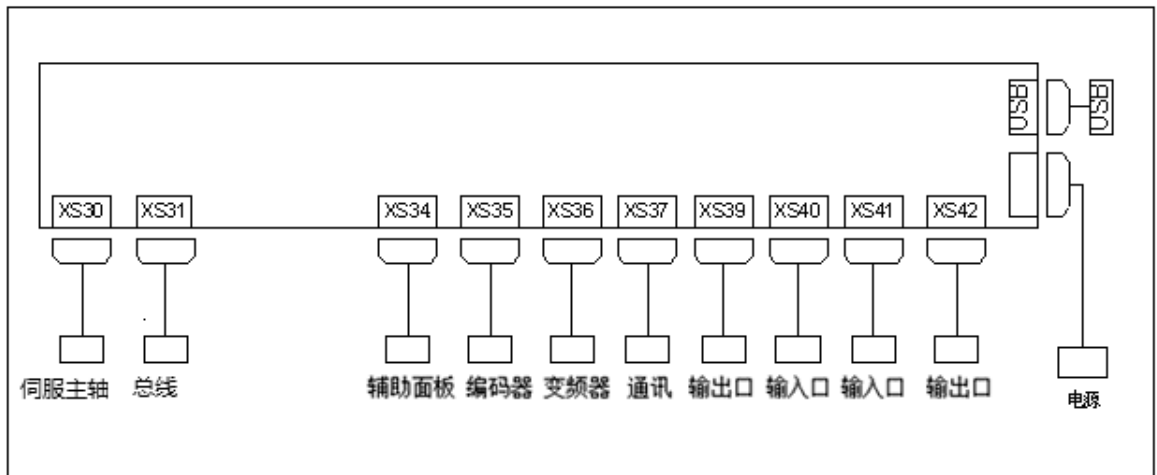 USB USB
XS30 XS31 XS34 XS35 XS36 XS37 XS39 XS40 XS41 XS42
伺服主轴 总线 辅助面板 编码器 变频器 通讯 输出口 输入口 输入口 输出口
电源